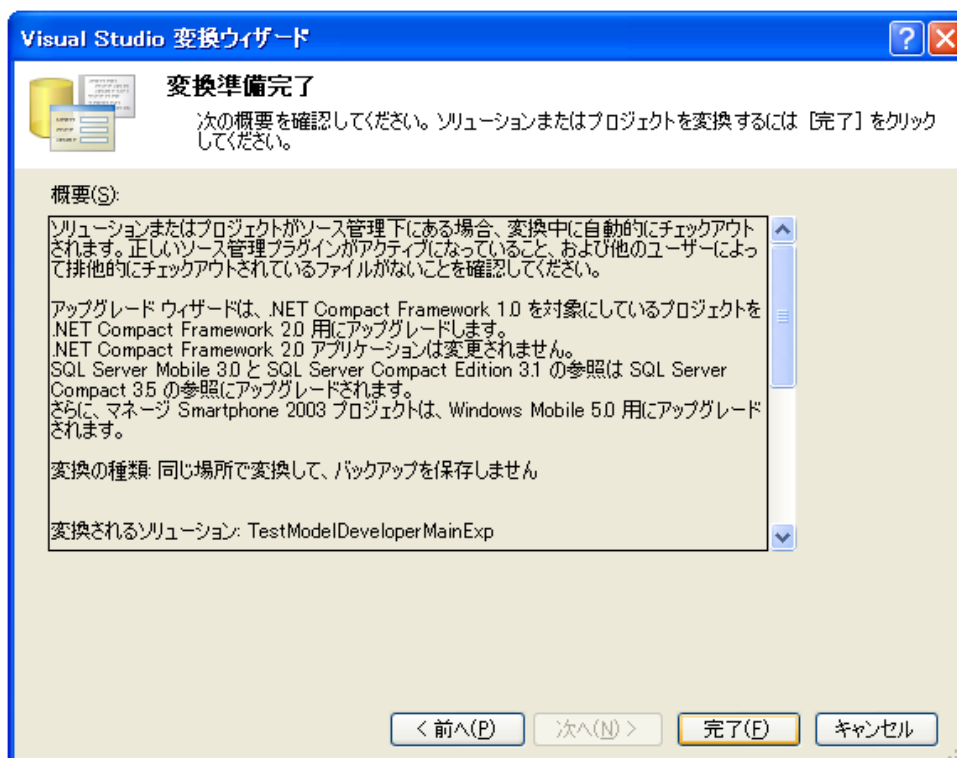 Visual Studio 変換ウィザード
変換準備完了
次の概要を確認してください。ソリューションまたはプロジェクトを変換するには [完了] をクリック
してください。
概要(S):
ソリューションまたはプロジェクトがソース管理下にある場合、変換中に自動的にチェックアウト
されます。正しいソース管理プラグインがアクティブになっていること、および他のユーザーによっ
て排他的にチェックアウトされているファイルがないことを確認してください。
アップグレード ウィザードは、.NET Compact Framework 1.0 を対象にしているプロジェクトを
.NET Compact Framework 2.0 用にアップグレードします。
.NET Compact Framework 2.0 アプリケーションは変更されません。
SQL Server Mobile 3.0 と SQL Server Compact Edition 3.1 の参照は SQL Server
Compact 3.5 の参照にアップグレードされます。
さらに、マネージ Smartphone 2003 プロジェクトは、Windows Mobile 5.0 用にアップグレード
されます。
変換の種類: 同じ場所で変換して、バックアップを保存しません
変換されるソリューション: TestModelDeveloperMainExp
< 前へ(P)
次へ(N) >
完了(F)
キャンセル